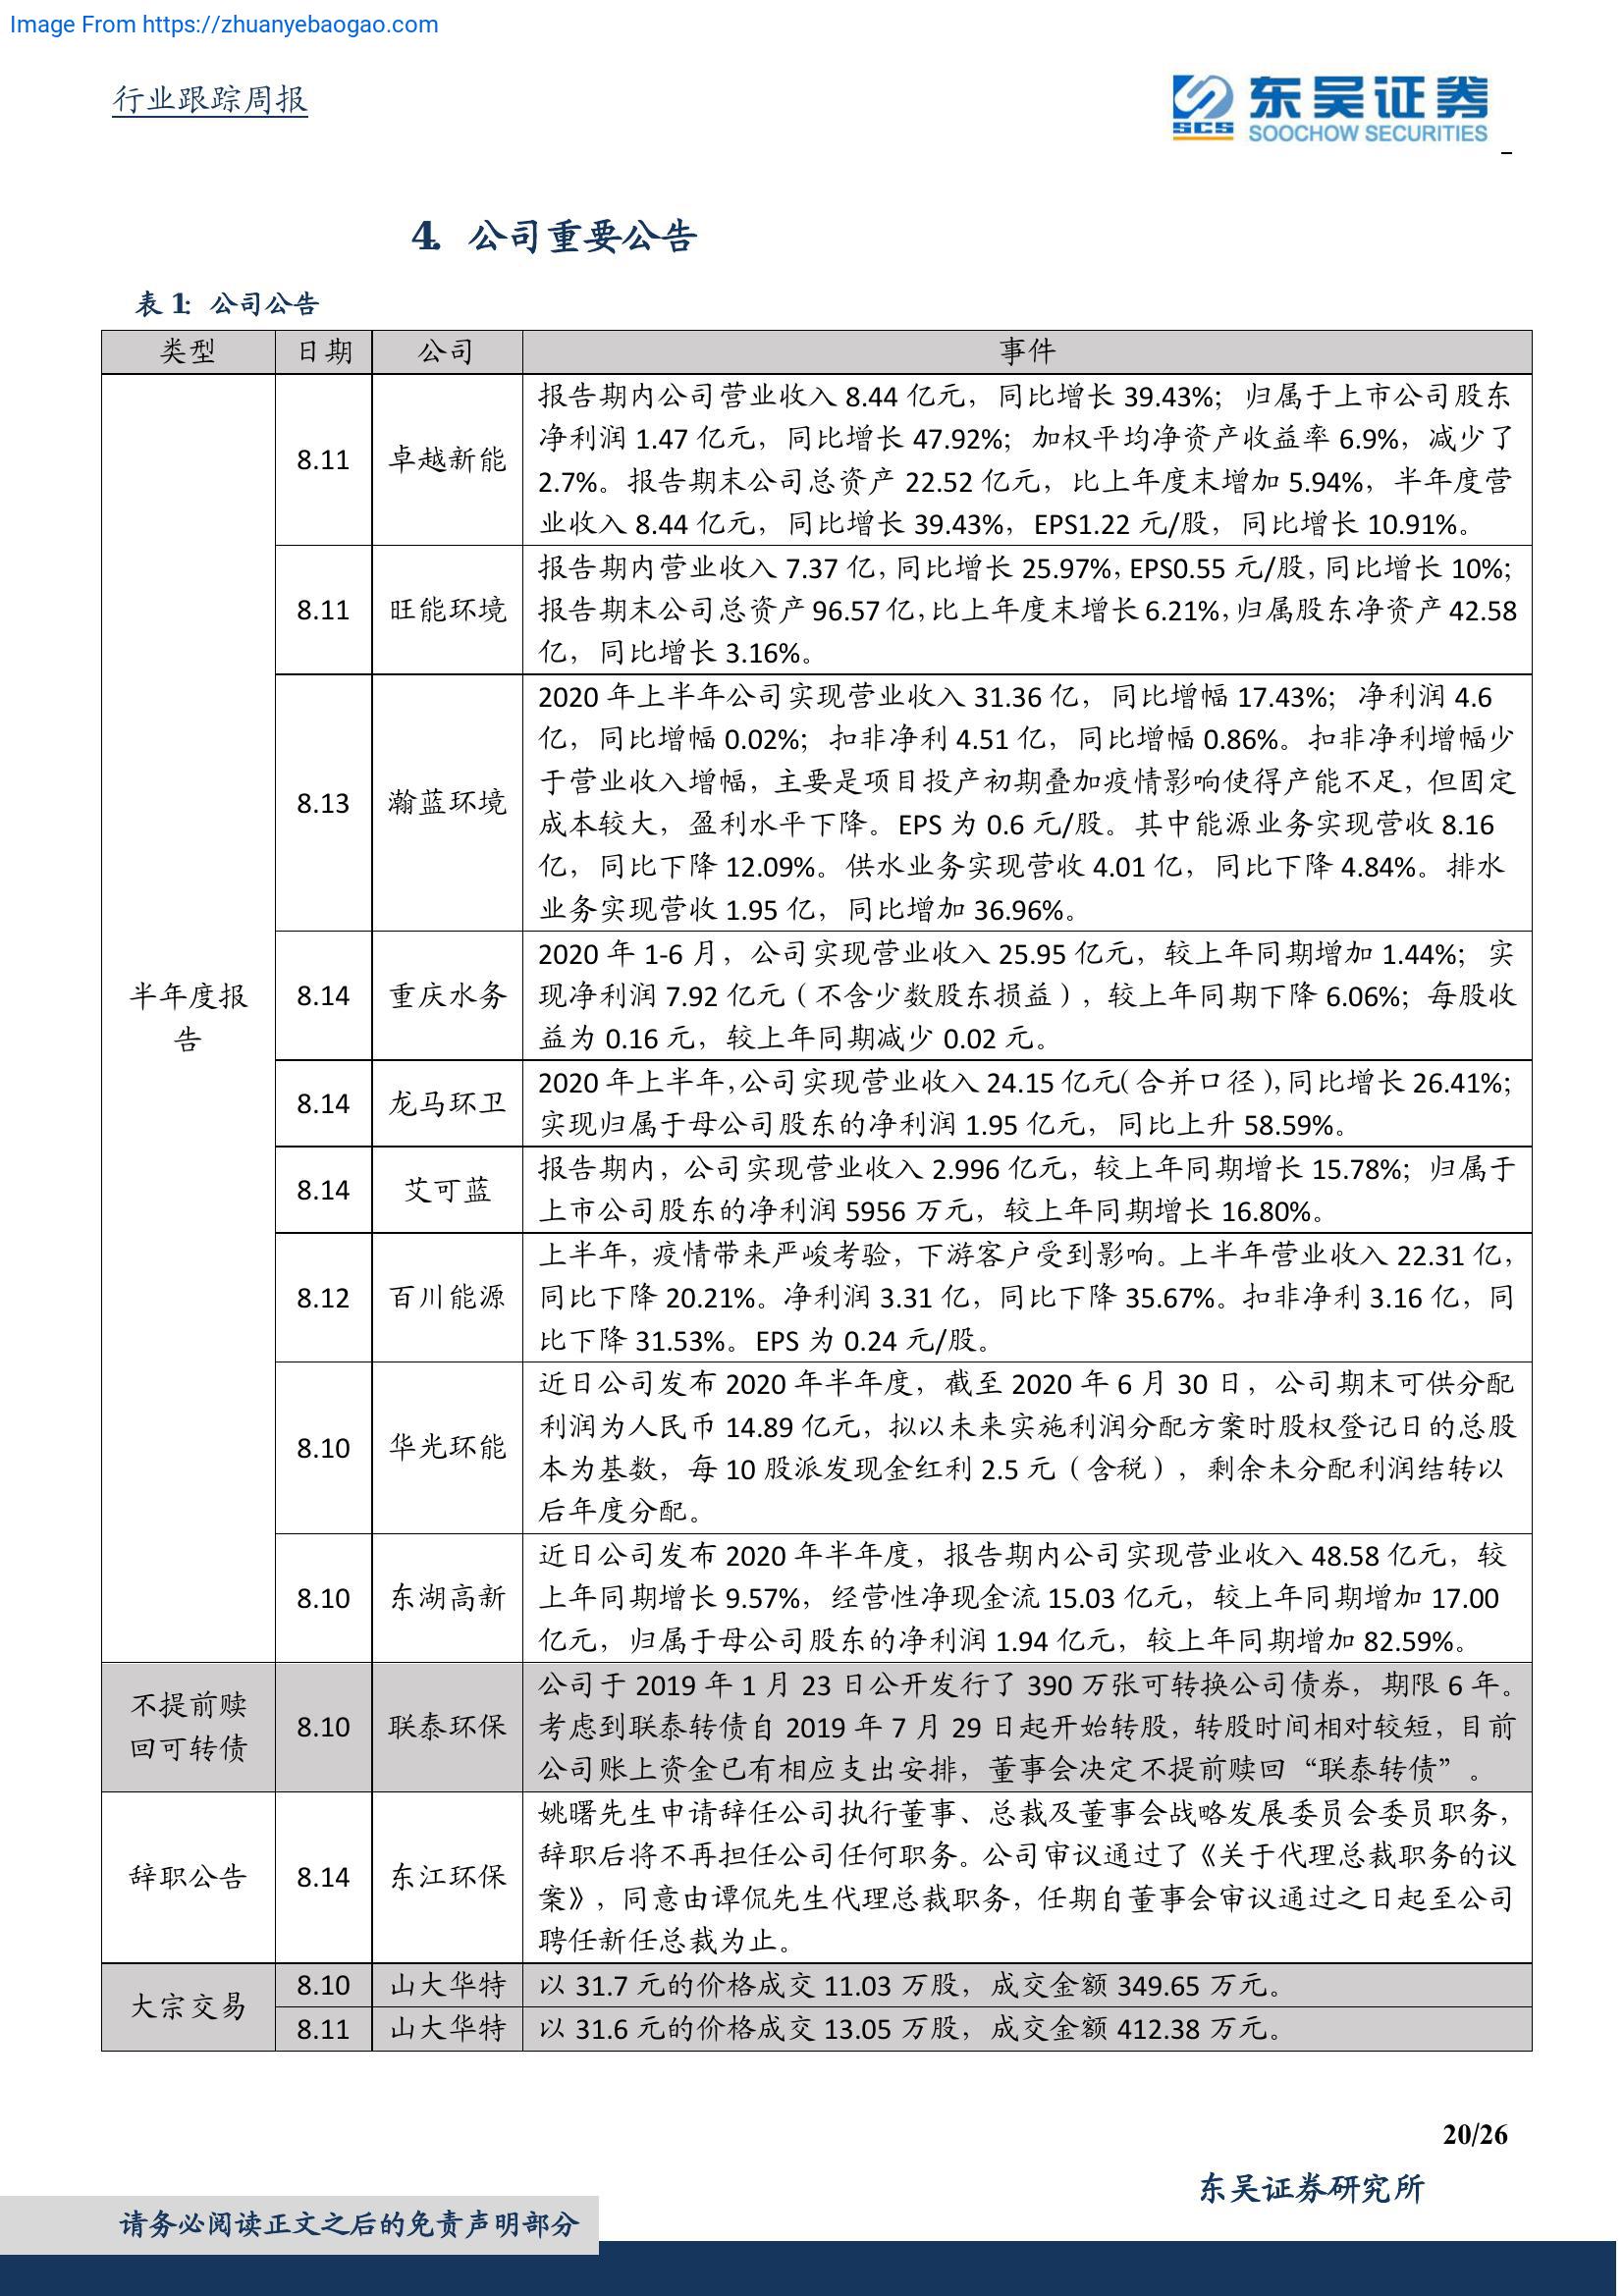 Image From https://zhuanyebaogao.com
行业跟踪周报
东吴证券
SCS
SOOCHOW SECURITIES
4. 公司重要公告
表 1: 公司公告
类型 日期 公司 事件
半年度报
告
8.11 卓越新能
报告期内公司营业收入 8.44 亿元，同比增长 39.43%；归属于上市公司股东
净利润 1.47 亿元，同比增长 47.92%；加权平均净资产收益率 6.9%，减少了
2.7%。报告期末公司总资产 22.52 亿元，比上年度末增加 5.94%，半年度营
业收入 8.44 亿元，同比增长 39.43%，EPS1.22 元/股，同比增长 10.91%。
8.11 旺能环境
报告期内营业收入 7.37 亿，同比增长 25.97%，EPS0.55 元/股，同比增长 10%；
报告期末公司总资产 96.57 亿，比上年度末增长 6.21%，归属股东净资产 42.58
亿，同比增长 3.16%。
8.13 瀚蓝环境
2020 年上半年公司实现营业收入 31.36 亿，同比增幅 17.43%；净利润 4.6
亿，同比增幅 0.02%；扣非净利 4.51 亿，同比增幅 0.86%。扣非净利增幅少
于营业收入增幅，主要是项目投产初期叠加疫情影响使得产能不足，但固定
成本较大，盈利水平下降。EPS 为 0.6 元/股。其中能源业务实现营收 8.16
亿，同比下降 12.09%。供水业务实现营收 4.01 亿，同比下降 4.84%。排水
业务实现营收 1.95 亿，同比增加 36.96%。
8.14 重庆水务
2020 年 1-6 月，公司实现营业收入 25.95 亿元，较上年同期增加 1.44%；实
现净利润 7.92 亿元（不含少数股东损益），较上年同期下降 6.06%；每股收
益为 0.16 元，较上年同期减少 0.02 元。
8.14 龙马环卫
2020 年上半年，公司实现营业收入 24.15 亿元（合并口径），同比增长 26.41%；
实现归属于母公司股东的净利润 1.95 亿元，同比上升 58.59%。
8.14 艾可蓝
报告期内，公司实现营业收入 2.996 亿元，较上年同期增长 15.78%；归属于
上市公司股东的净利润 5956 万元，较上年同期增长 16.80%。
8.12 百川能源
上半年，疫情带来严峻考验，下游客户受到影响。上半年营业收入 22.31 亿，
同比下降 20.21%。净利润 3.31 亿，同比下降 35.67%。扣非净利 3.16 亿，同
比下降 31.53%。EPS 为 0.24 元/股。
8.10 华光环能
近日公司发布 2020 年半年度，截至 2020 年 6 月 30 日，公司期末可供分配
利润为人民币 14.89 亿元，拟以未来实施利润分配方案时股权登记日的总股
本为基数，每 10 股派发现金红利 2.5 元（含税），剩余未分配利润结转以
后年度分配。
8.10 东湖高新
近日公司发布 2020 年半年度，报告期内公司实现营业收入 48.58 亿元，较
上年同期增长 9.57%，经营性净现金流 15.03 亿元，较上年同期增加 17.00
亿元，归属于母公司股东的净利润 1.94 亿元，较上年同期增加 82.59%。
不提前赎
回可转债
8.10 联泰环保
公司于 2019 年 1 月 23 日公开发行了 390 万张可转换公司债券，期限 6 年。
考虑到联泰转债自 2019 年 7 月 29 日起开始转股，转股时间相对较短，目前
公司账上资金已有相应支出安排，董事会决定不提前赎回“联泰转债”。
辞职公告 8.14 东江环保
姚曙先生申请辞任公司执行董事、总裁及董事会战略发展委员会委员职务，
辞职后将不再担任公司任何职务。公司审议通过了《关于代理总裁职务的议
案》，同意由谭侃先生代理总裁职务，任期自董事会审议通过之日起至公司
聘任新任总裁为止。
大宗交易
8.10 山大华特 以 31.7 元的价格成交 11.03 万股，成交金额 349.65 万元。
8.11 山大华特 以 31.6 元的价格成交 13.05 万股，成交金额 412.38 万元。
20/26
东吴证券研究所
请务必阅读正文之后的免责声明部分